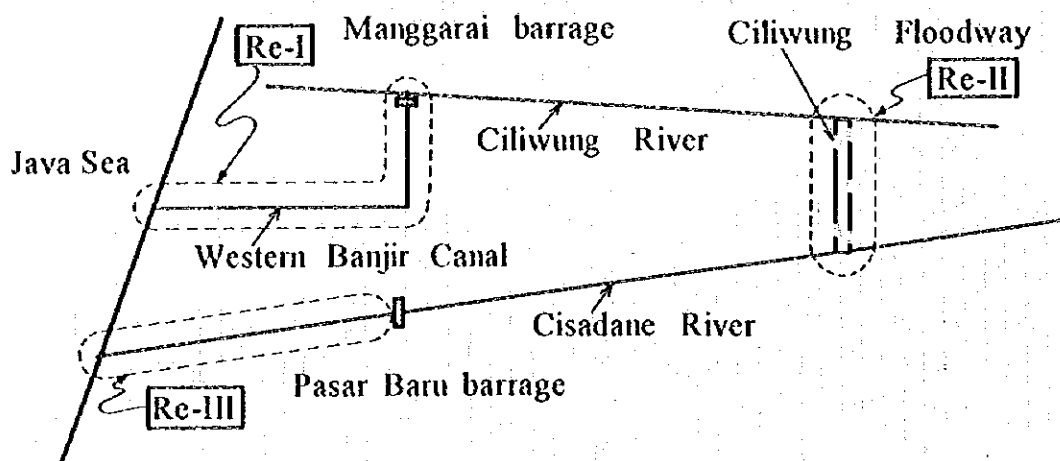 Re-I
Manggarai barrage
Ciliwung Floodway
Re-II
Ciliwung River
Java Sea
Western Banjir Canal
Cisadane River
Pasar Baru barrage
Re-III